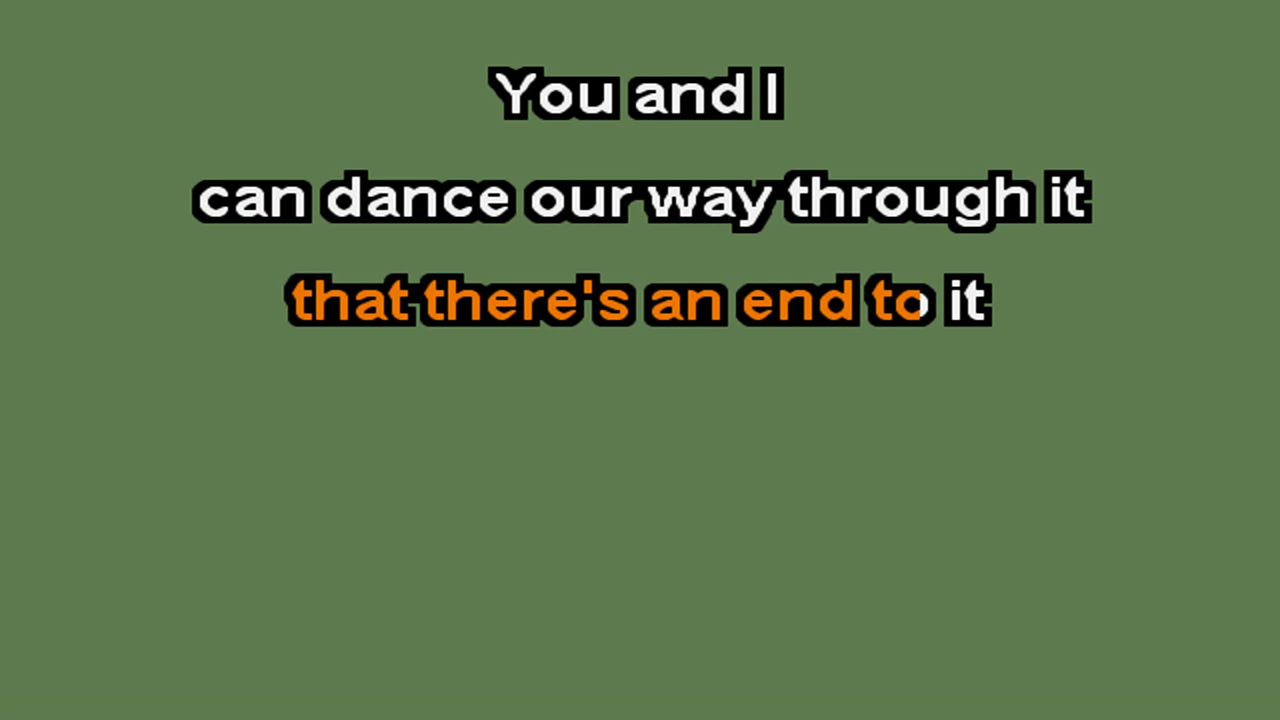 You and I
can dance our way through it
that there's an end to it